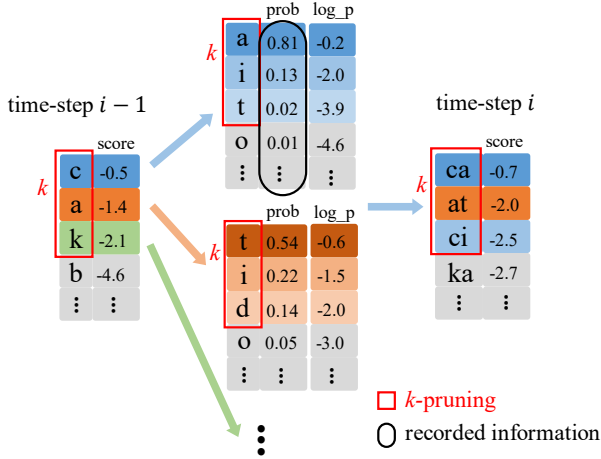 time-step i − 1
score
k
c -0.5
a -1.4
k -2.1
b -4.6
prob log_p
k
a 0.81 -0.2
i 0.13 -2.0
t 0.02 -3.9
o 0.01 -4.6
prob log_p
k
t 0.54 -0.6
i 0.22 -1.5
d 0.14 -2.0
o 0.05 -3.0
time-step i
score
k
ca -0.7
at -2.0
ci -2.5
ka -2.7
k-pruning
recorded information